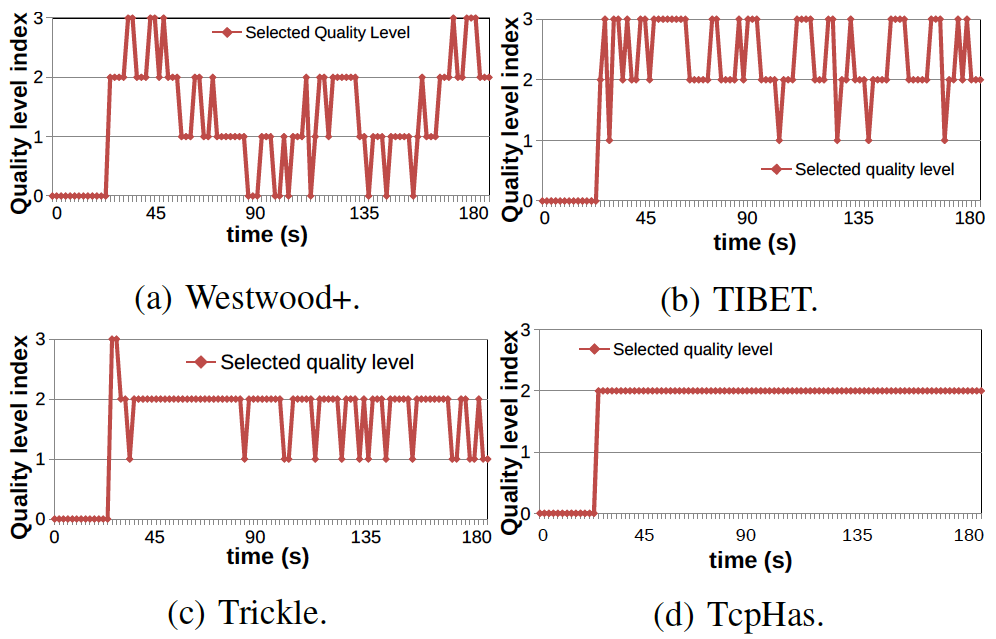 Quality level index
3
2
1
0
Selected Quality Level
0 45 90 135 180
time (s)
(a) Westwood+.
Quality level index
3
2
1
0
Selected quality level
0 45 90 135 180
time (s)
(b) TIBET.
Quality level index
3
2
1
0
Selected quality level
0 45 90 135 180
time (s)
(c) Trickle.
Quality level index
3
2
1
0
Selected quality level
0 45 90 135 180
time (s)
(d) TcpHas.